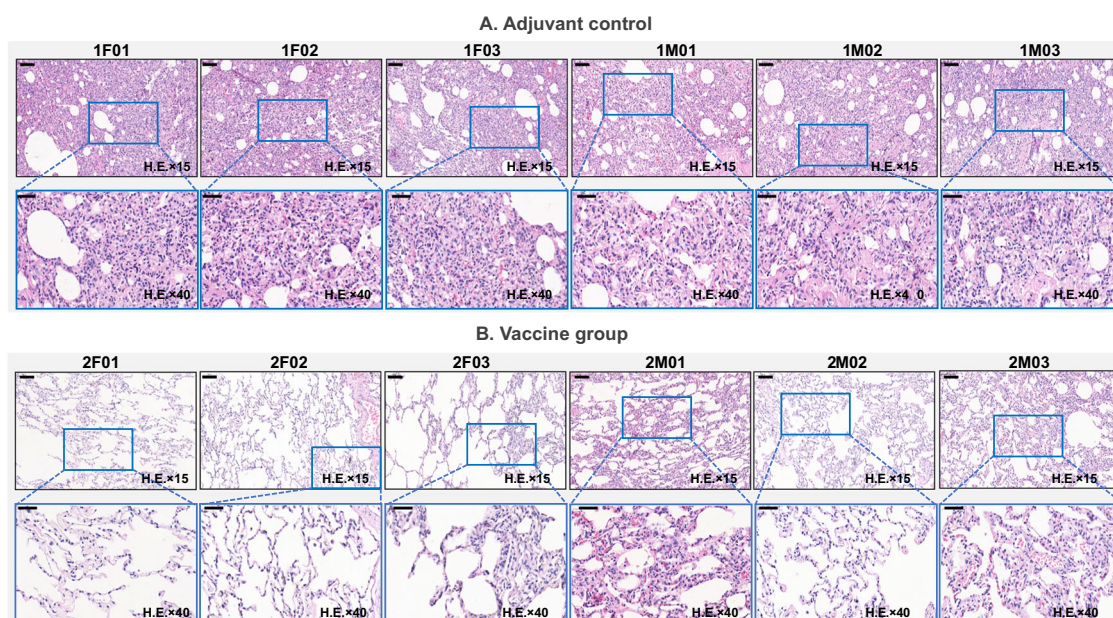 A. Adjuvant control
1F01 1F02 1F03 1M01 1M02 1M03
H.E.×15 H.E.×15 H.E.×15 H.E.×15 H.E.×15 H.E.×15
H.E.×40 H.E.×40 H.E.×40 H.E.×40 H.E.×4 0 H.E.×40
B. Vaccine group
2F01 2F02 2F03 2M01 2M02 2M03
H.E.×15 H.E.×15 H.E.×15 H.E.×15 H.E.×15 H.E.×15
H.E.×40 H.E.×40 H.E.×40 H.E.×40 H.E.×40 H.E.×40